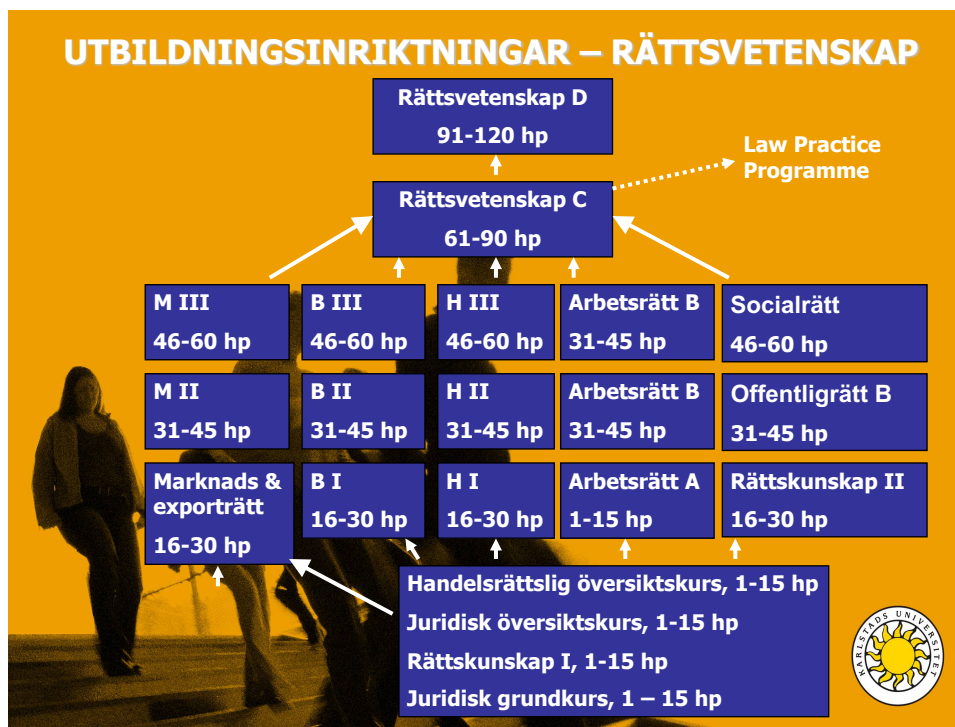 UTBILDNINGSINRIKTNINGAR – RÄTTSVETENSKAP
Rättsvetenskap D
91-120 hp
Law Practice
Programme
Rättsvetenskap C
61-90 hp
M III
46-60 hp
B III
46-60 hp
H III
46-60 hp
Arbetsrätt B
31-45 hp
Socialrätt
46-60 hp
M II
31-45 hp
B II
31-45 hp
H II
31-45 hp
Arbetsrätt B
31-45 hp
Offentligrätt B
31-45 hp
Marknads &
exporträtt
16-30 hp
B I
16-30 hp
H I
16-30 hp
Arbetsrätt A
1-15 hp
Rättskunskap II
16-30 hp
Handelsrättslig översiktskurs, 1-15 hp
Juridisk översiktskurs, 1-15 hp
Rättskunskap I, 1-15 hp
Juridisk grundkurs, 1 – 15 hp
KARLSTADS UNIVERSITET